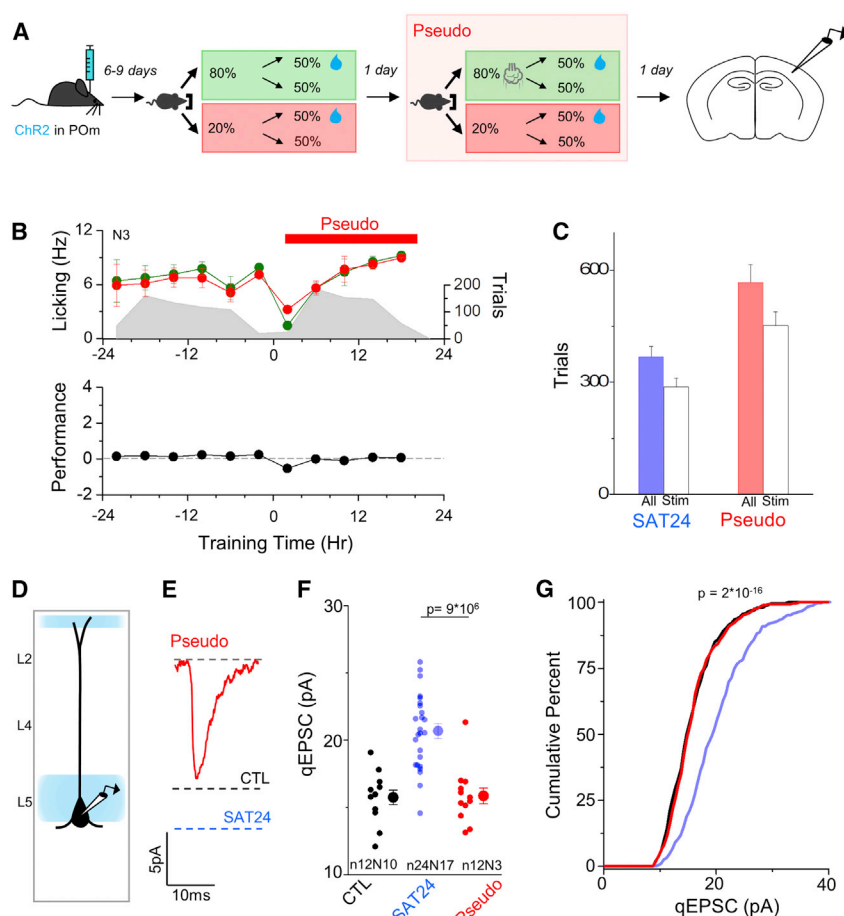 A
Pseudo
6-9 days
1 day
1 day
80%
50%
50%
20%
50%
50%
80%
50%
50%
20%
50%
50%
ChR2 in POm
B
N3
Pseudo
Licking (Hz)
12
6
0
Trials
200
100
0
-24
-12
0
12
24
Performance
4
2
0
-2
-24
-12
0
12
24
Training Time (Hr)
C
Trials
600
300
0
All Stim
All Stim
SAT24
Pseudo
D
L2
L4
L5
E
Pseudo
CTL
SAT24
5pA
10ms
F
p= 9*10⁶
qEPSC (pA)
30
20
10
n12N10
n24N17
n12N3
CTL
SAT24
Pseudo
G
p = 2*10⁻¹⁶
Cumulative Percent
100
75
50
25
0
0
20
40
qEPSC (pA)